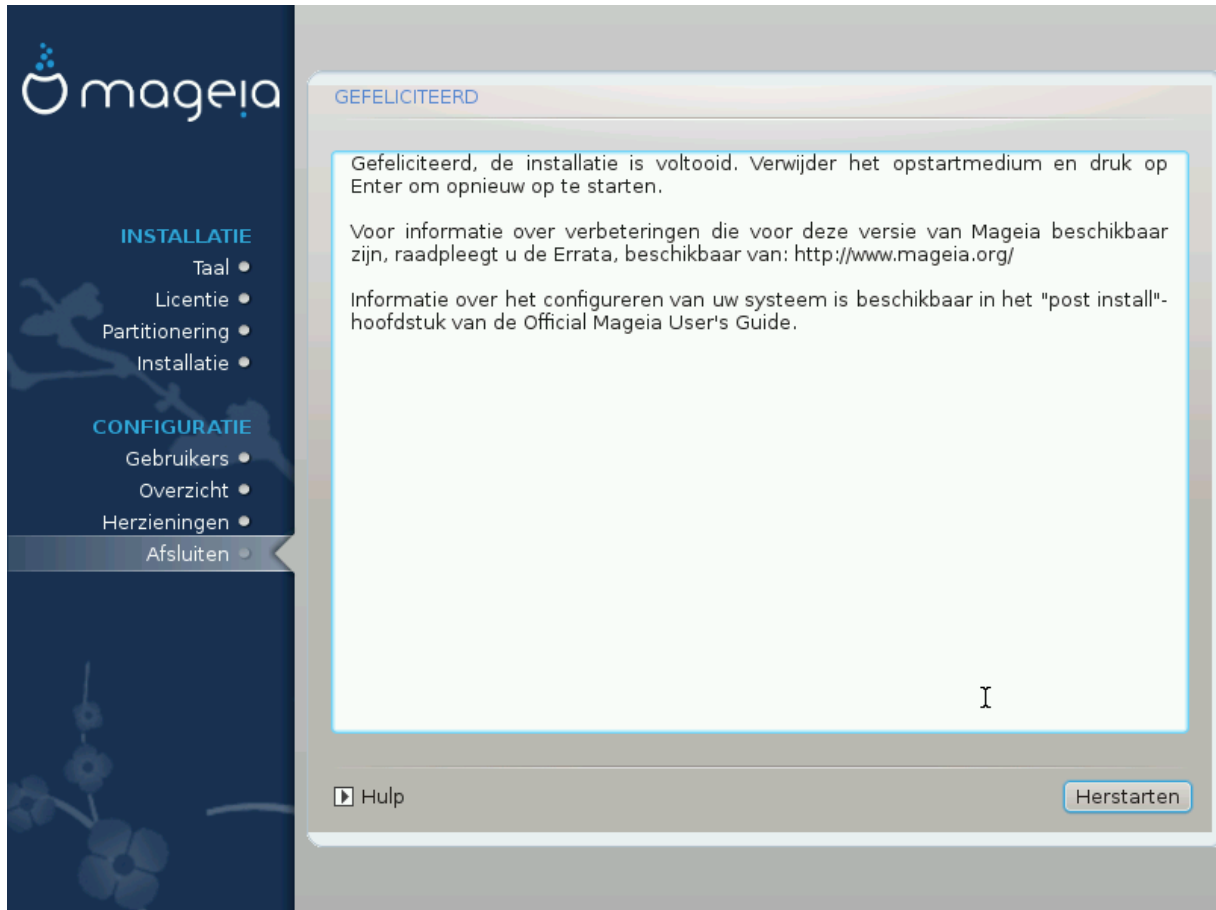 mageia
INSTALLATIE
Taal
Licentie
Partitionering
Installatie
CONFIGURATIE
Gebruikers
Overzicht
Herzieningen
Afsluiten
GEFELICITEERD
Gefeliciteerd, de installatie is voltooid. Verwijder het opstartmedium en druk op
Enter om opnieuw op te starten.
Voor informatie over verbeteringen die voor deze versie van Mageia beschikbaar
zijn, raadpleegt u de Errata, beschikbaar van: http://www.mageia.org/
Informatie over het configureren van uw systeem is beschikbaar in het "post install"-
hoofdstuk van de Official Mageia User's Guide.
Hulp
Herstarten